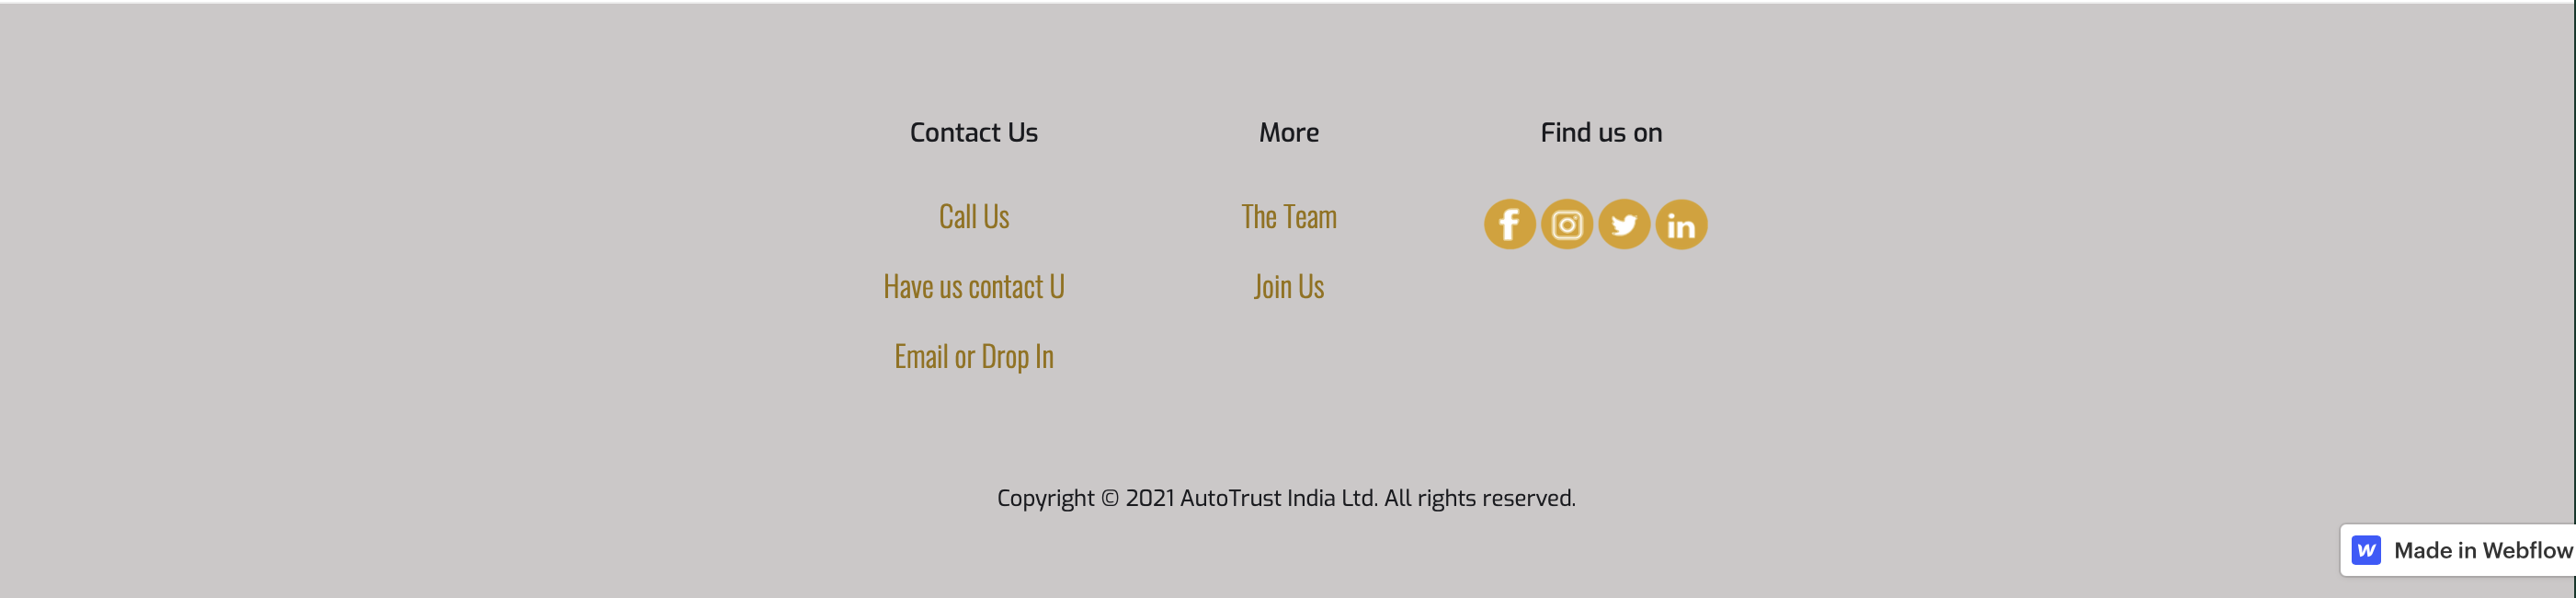 Contact Us
Call Us
Have us contact U
Email or Drop In
More
The Team
Join Us
Find us on
Copyright © 2021 AutoTrust India Ltd. All rights reserved.
Made in Webflow